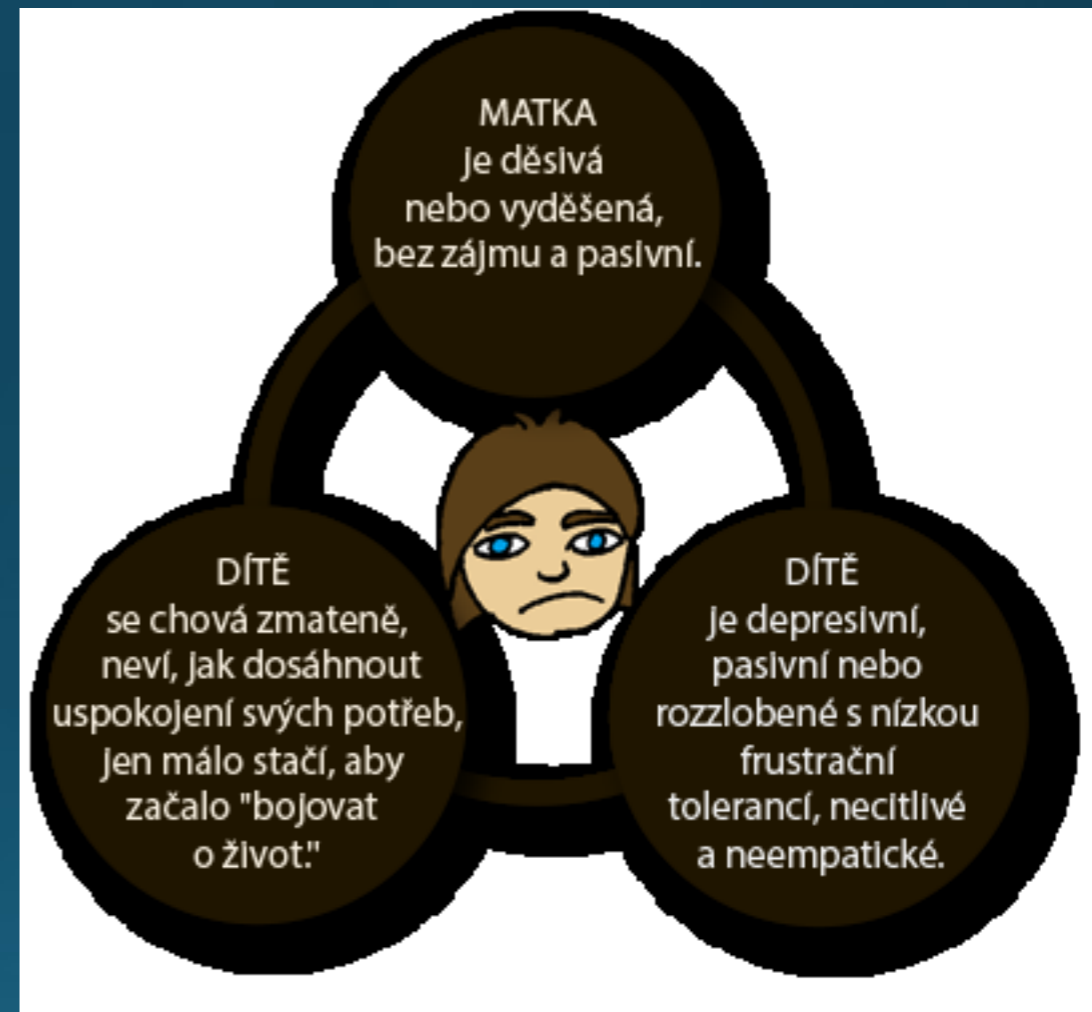 MATKA
je děsivá
nebo vyděšená,
bez zájmu a pasivní.
DÍTĚ
se chová zmateně,
neví, jak dosáhnout
uspokojení svých potřeb,
jen málo stačí, aby
začalo "bojovat
o život."
DÍTĚ
je depresivní,
pasivní nebo
rozzlobené s nízkou
frustrační
tolerancí, necitlivé
a neempatické.